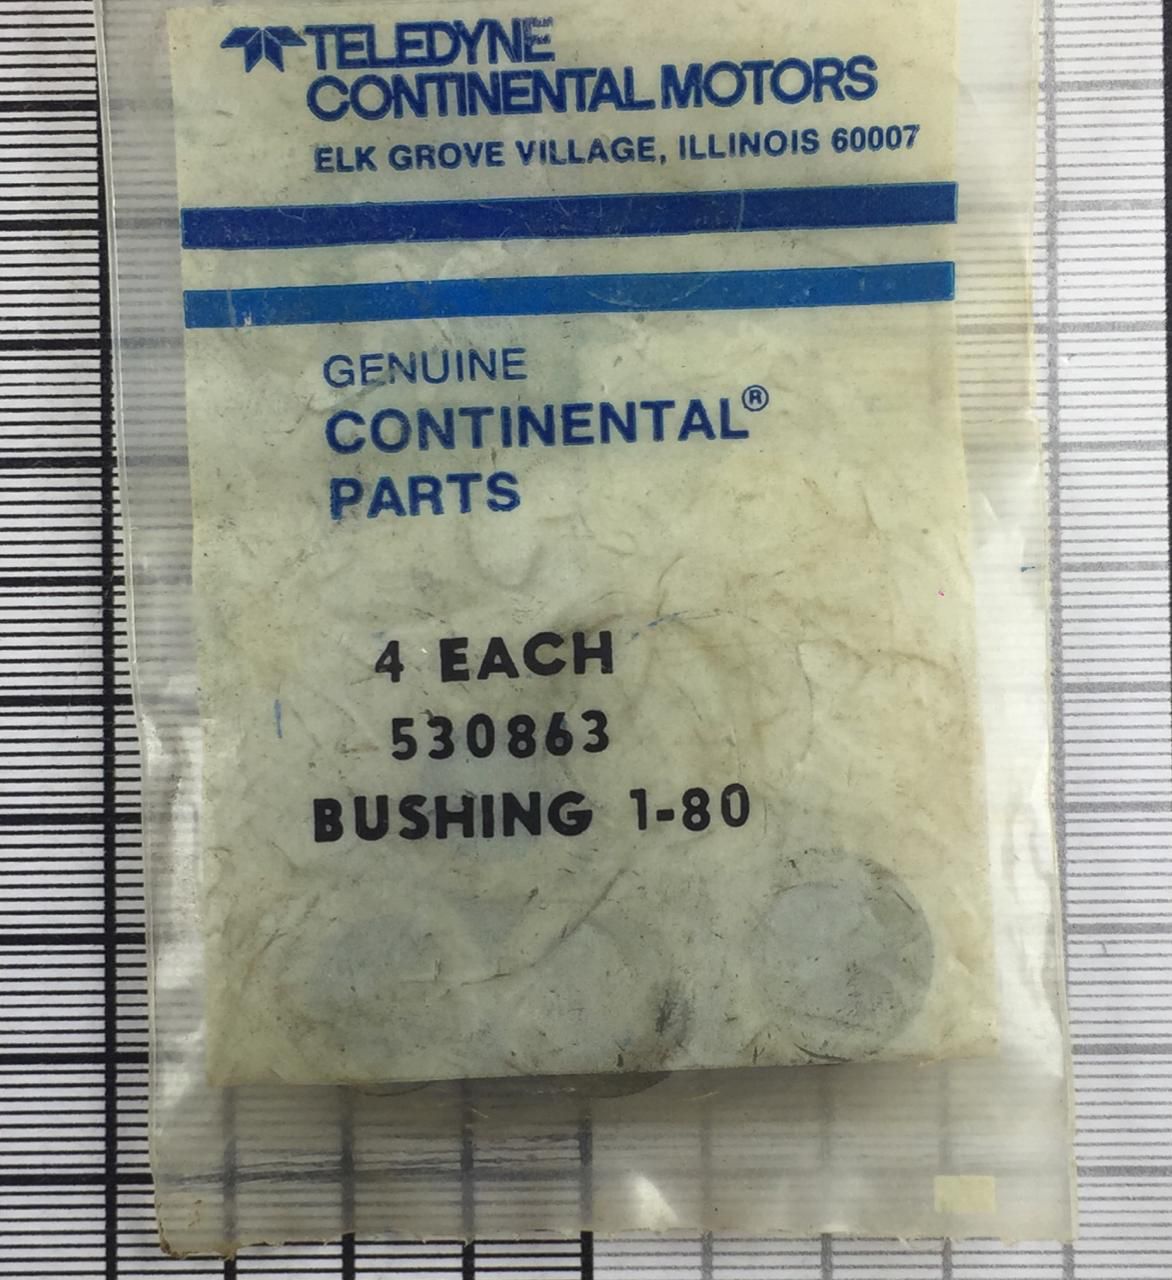 TELEDYNE
CONTINENTAL MOTORS
ELK GROVE VILLAGE, ILLINOIS 60007
GENUINE
CONTINENTAL®
PARTS
4 EACH
530863
BUSHING 1-80